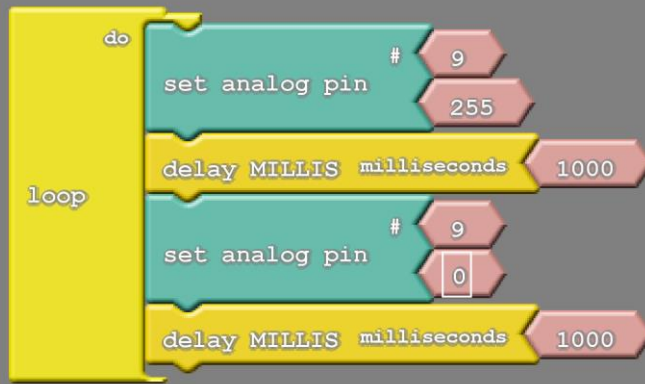 do
# 9
set analog pin
255
delay MILLIS milliseconds 1000
loop
# 9
set analog pin
0
delay MILLIS milliseconds 1000